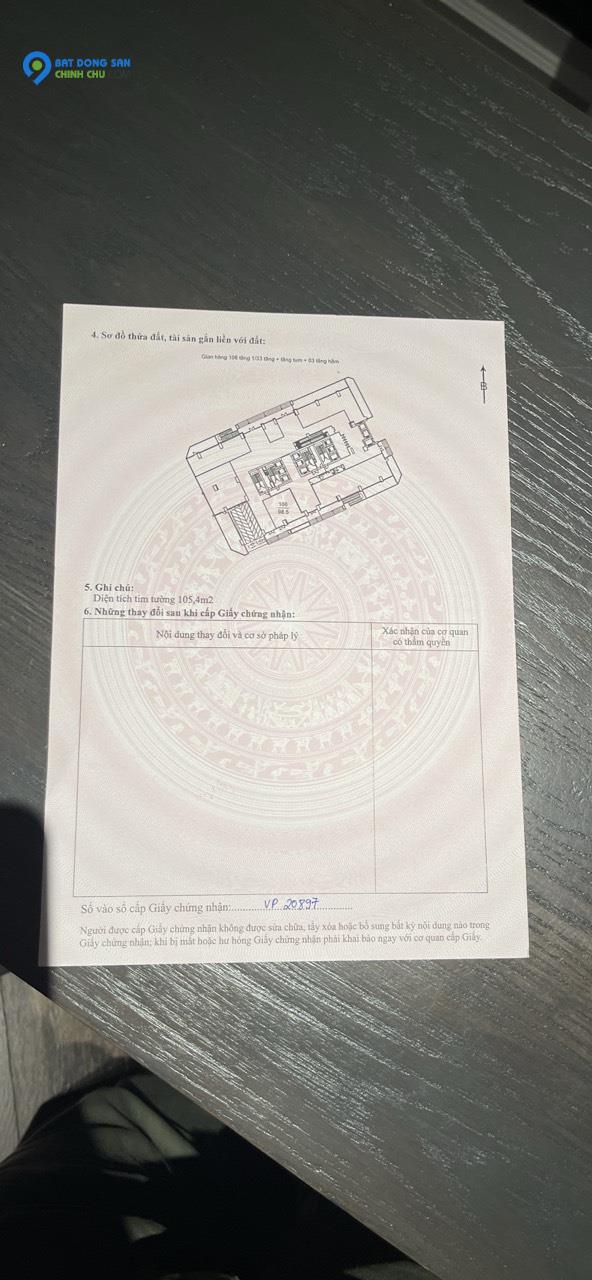 BAT DONG SAN
CHINH CHU.COM
4. Sơ đồ thửa đất, tài sản gắn liền với đất:
Gian hàng 106 tầng 1/33 tầng + tầng tum + 03 tầng hầm
B
106
98.5
5. Ghi chú:
Diện tích tim tường 105,4m2
6. Những thay đổi sau khi cấp Giấy chứng nhận:
Nội dung thay đổi và cơ sở pháp lý
Xác nhận của cơ quan
có thẩm quyền
Số vào sổ cấp Giấy chứng nhận: VP 20897
Người được cấp Giấy chứng nhận không được sửa chữa, tẩy xóa hoặc bổ sung bất kỳ nội dung nào trong
Giấy chứng nhận; khi bị mất hoặc hư hỏng Giấy chứng nhận phải khai báo ngay với cơ quan cấp Giấy.